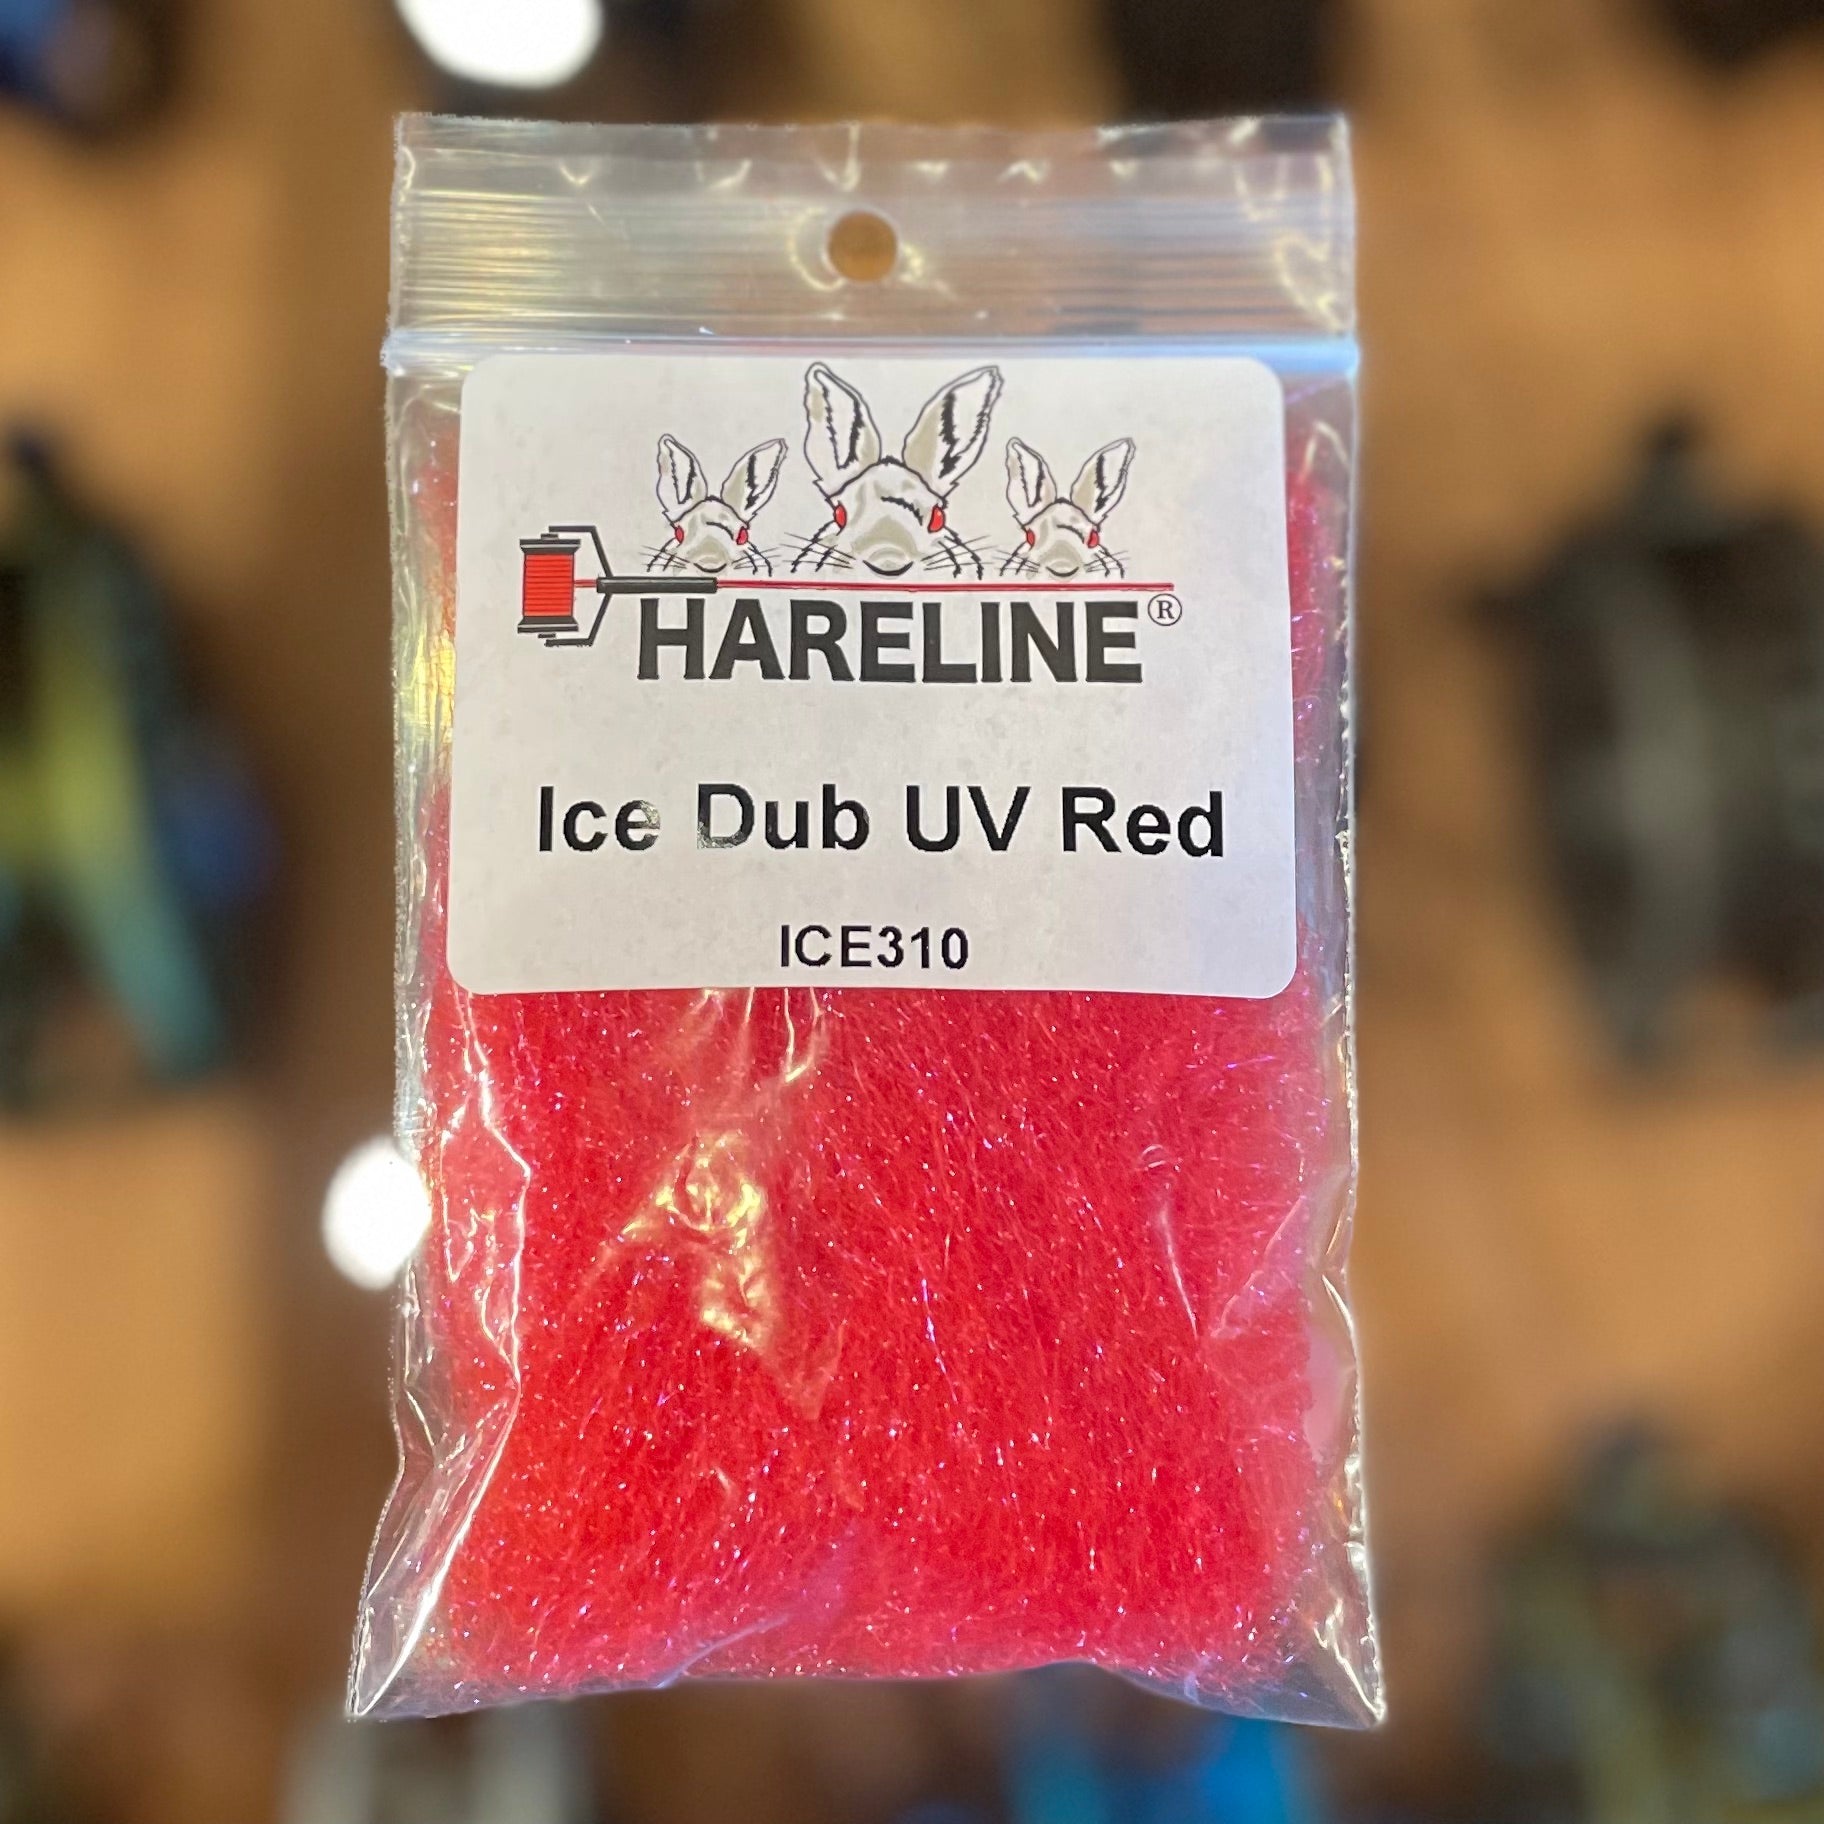 HARELINE®
Ice Dub UV Red
ICE310